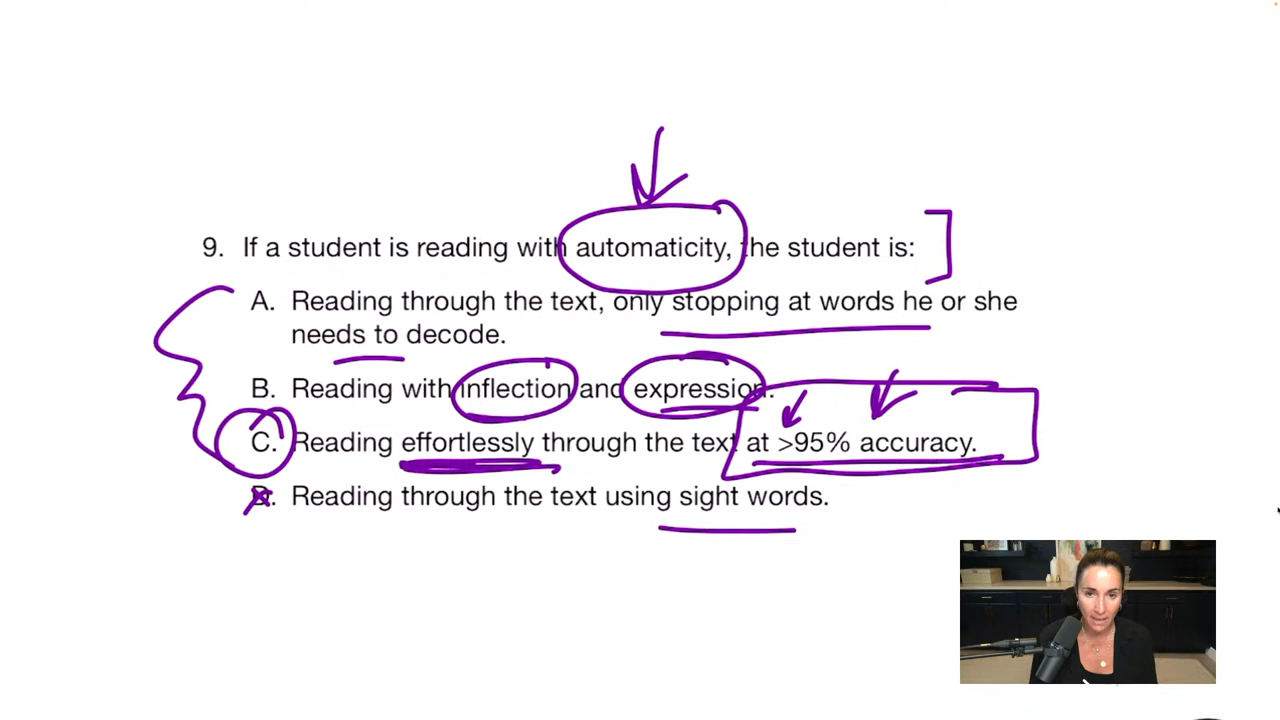 9. If a student is reading with automaticity, the student is:
A. Reading through the text, only stopping at words he or she
needs to decode.
B. Reading with inflection and expression.
C. Reading effortlessly through the text at >95% accuracy.
D. Reading through the text using sight words.